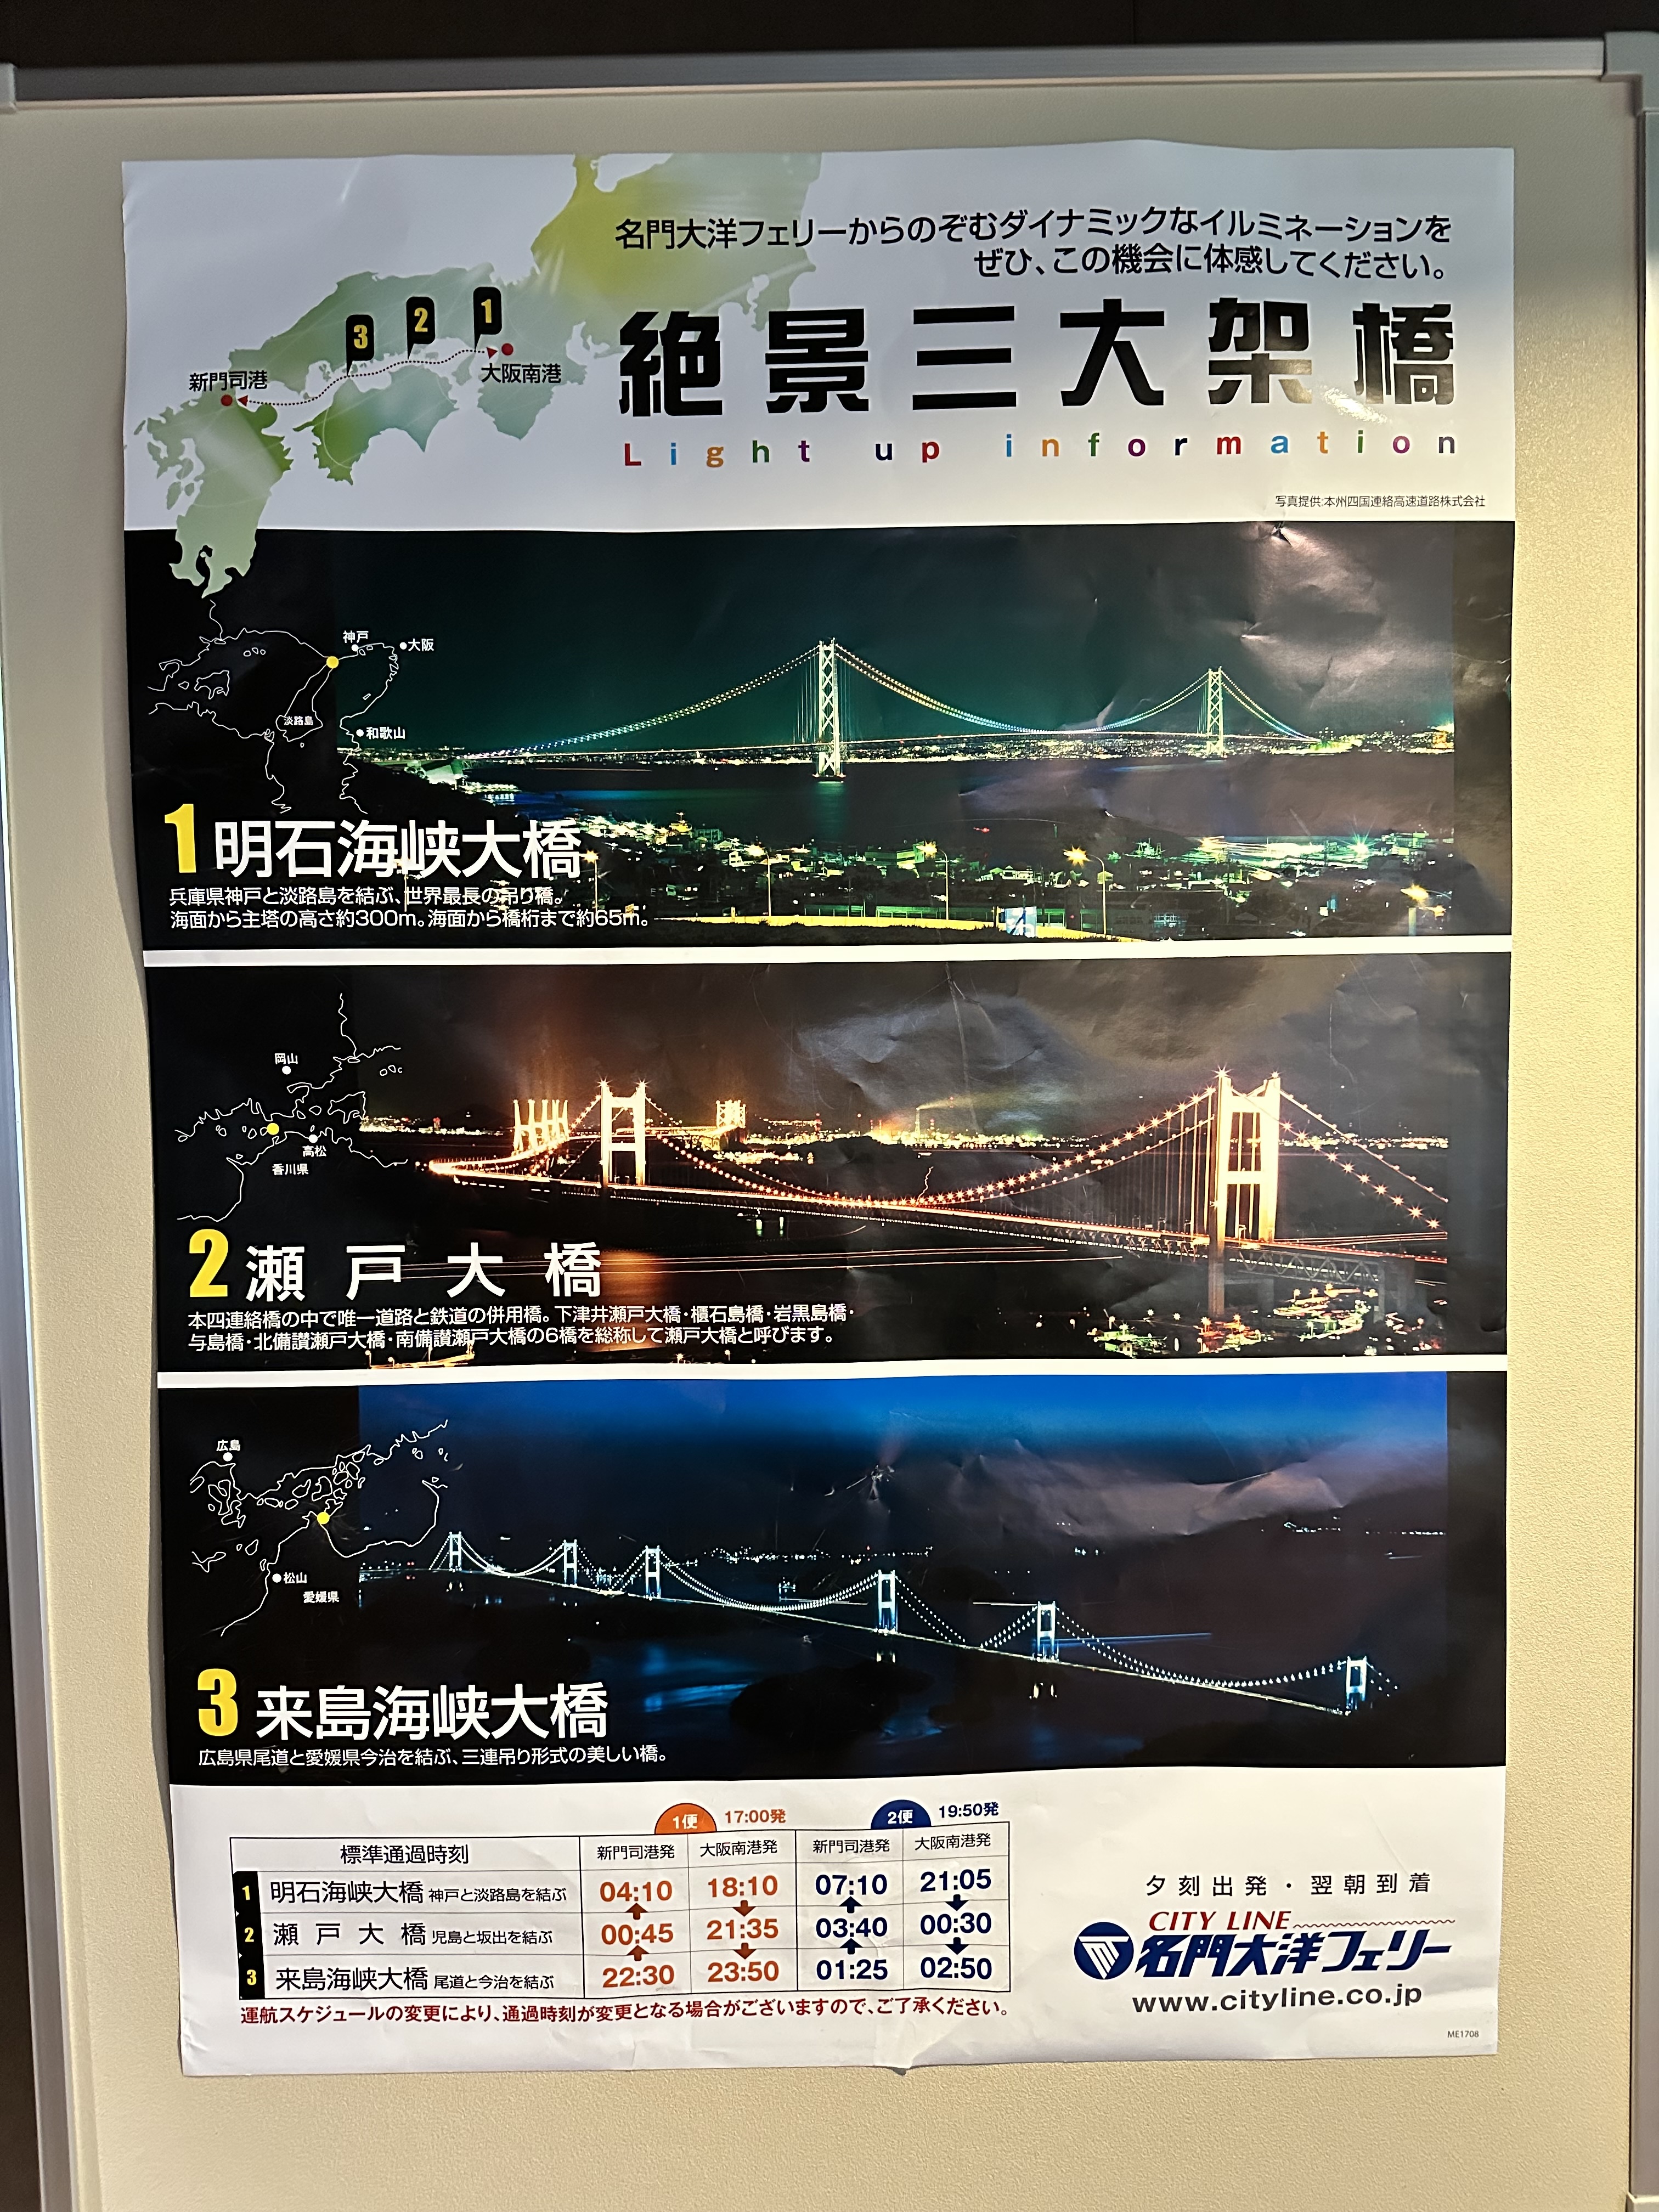 名門大洋フェリーからのぞむダイナミックなイルミネーションを
ぜひ、この機会に体感してください。
絶景三大架橋
Light up information
写真提供:本州四国連絡高速道路株式会社
3
2
1
新門司港
大阪南港
神戸
大阪
淡路島
和歌山
1 明石海峡大橋
兵庫県神戸と淡路島を結ぶ、世界最長の吊り橋。
海面から主塔の高さ約300m。海面から橋桁まで約65m。
岡山
高松
香川県
2 瀬戸大橋
本四連絡橋の中で唯一道路と鉄道の併用橋。下津井瀬戸大橋・櫃石島橋・岩黒島橋・
与島橋・北備讃瀬戸大橋・南備讃瀬戸大橋の6橋を総称して瀬戸大橋と呼びます。
広島
松山
愛媛県
3 来島海峡大橋
広島県尾道と愛媛県今治を結ぶ、三連吊り形式の美しい橋。
1便 17:00発 2便 19:50発
標準通過時刻 新門司港発 大阪南港発 新門司港発 大阪南港発
1 明石海峡大橋 神戸と淡路島を結ぶ 04:10 18:10 07:10 21:05
2 瀬戸大橋 児島と坂出を結ぶ 00:45 21:35 03:40 00:30
3 来島海峡大橋 尾道と今治を結ぶ 22:30 23:50 01:25 02:50
運航スケジュールの変更により、通過時刻が変更となる場合がございますので、ご了承ください。
夕刻出発・翌朝到着
CITY LINE
名門大洋フェリー
www.cityline.co.jp
ME1708